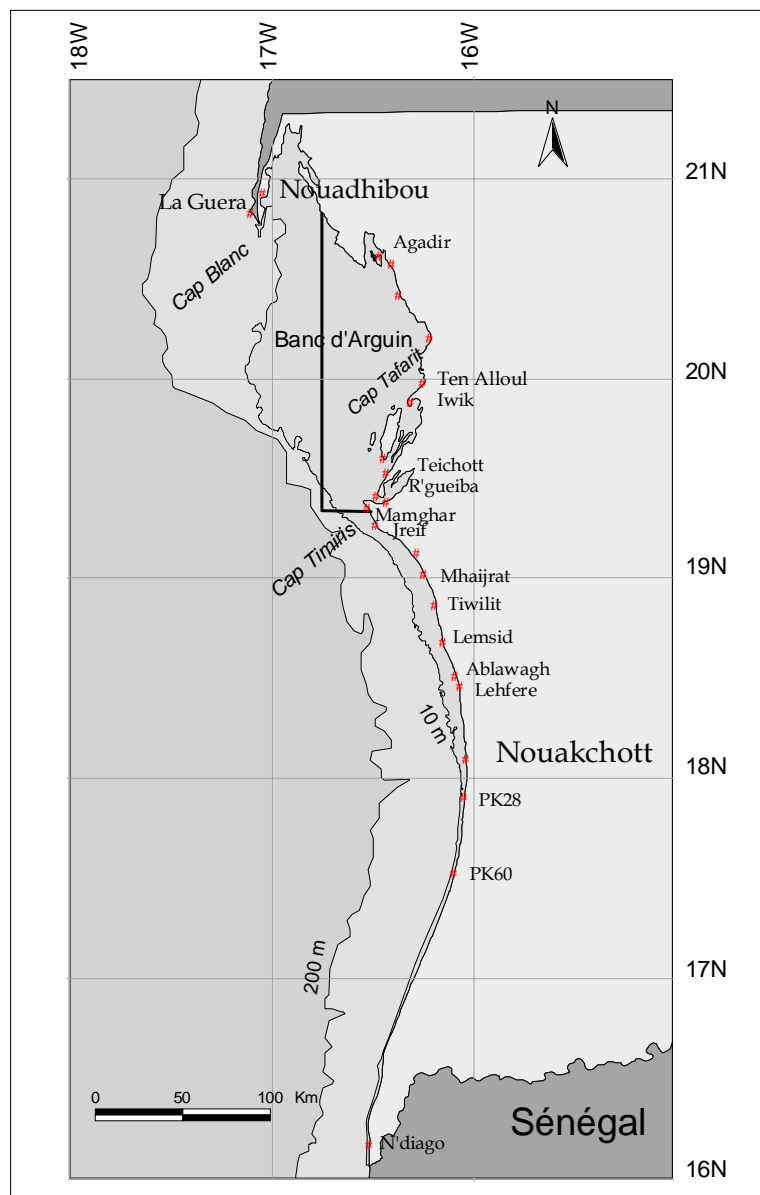 18W
17W
16W
N
21N
Nouadhibou
La Guera
Agadir
Cap Blanc
Banc d'Arguin
20N
Cap Tafarit
Ten Alloul
Iwik
Teichott
R'gueiba
Mamghar
Jreif
Cap Timiris
19N
Mhaijrat
Tiwilit
Lemsid
Ablawagh
Lehfere
10 m
Nouakchott
18N
PK28
PK60
200 m
17N
0 50 100 Km
Sénégal
N'diago
16N